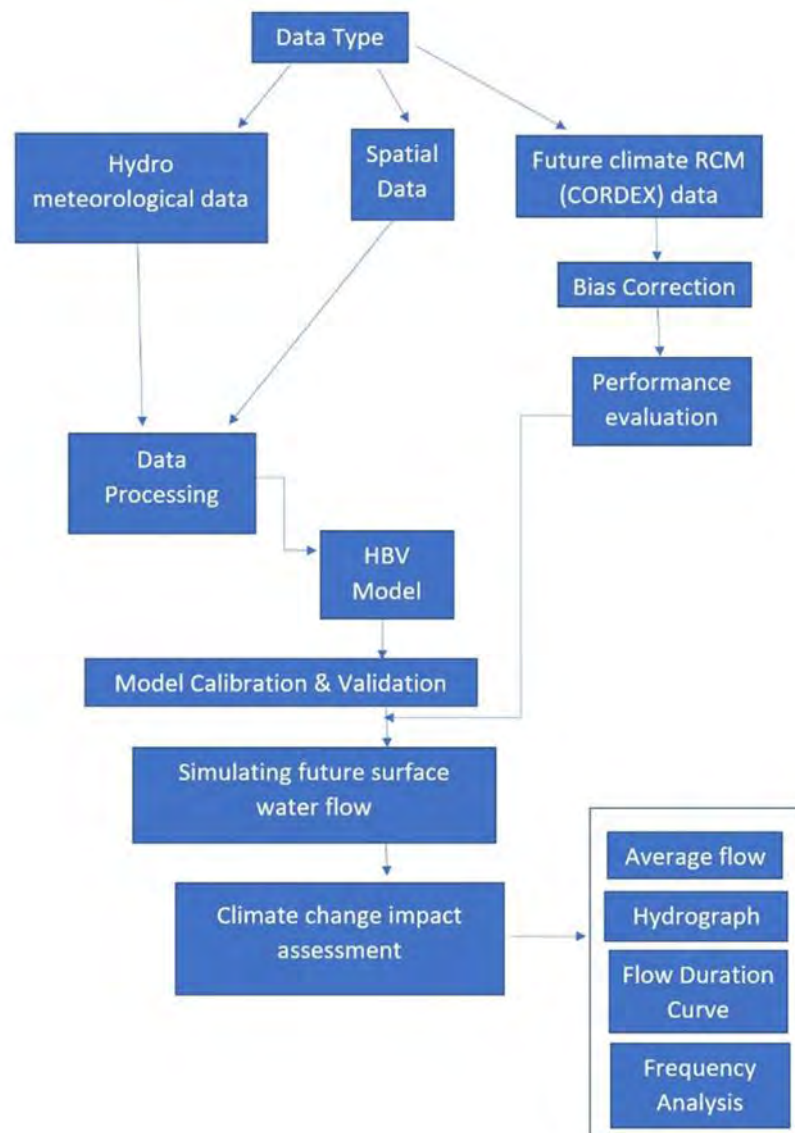 Data Type
Hydro
meteorological data
Spatial
Data
Future climate RCM
(CORDEX) data
Bias Correction
Performance
evaluation
Data
Processing
HBV
Model
Model Calibration & Validation
Simulating future surface
water flow
Climate change impact
assessment
Average flow
Hydrograph
Flow Duration
Curve
Frequency
Analysis